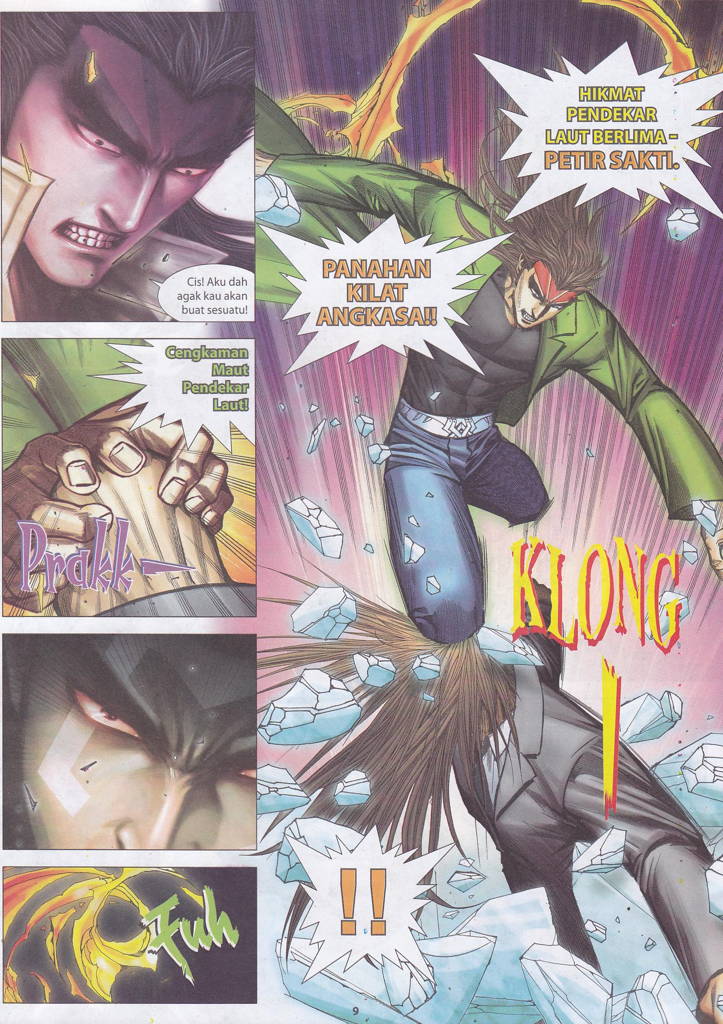 Cis! Aku dah
agak kau akan
buat sesuatu!
Cengkaman
Maut
Pendekar
Laut!
Prakk—
!!
Fuh
HIKMAT
PENDEKAR
LAUT BERLIMA -
PETIR SAKTI.
PANAHAN
KILAT
ANGKASA!!
KLONG
!
9